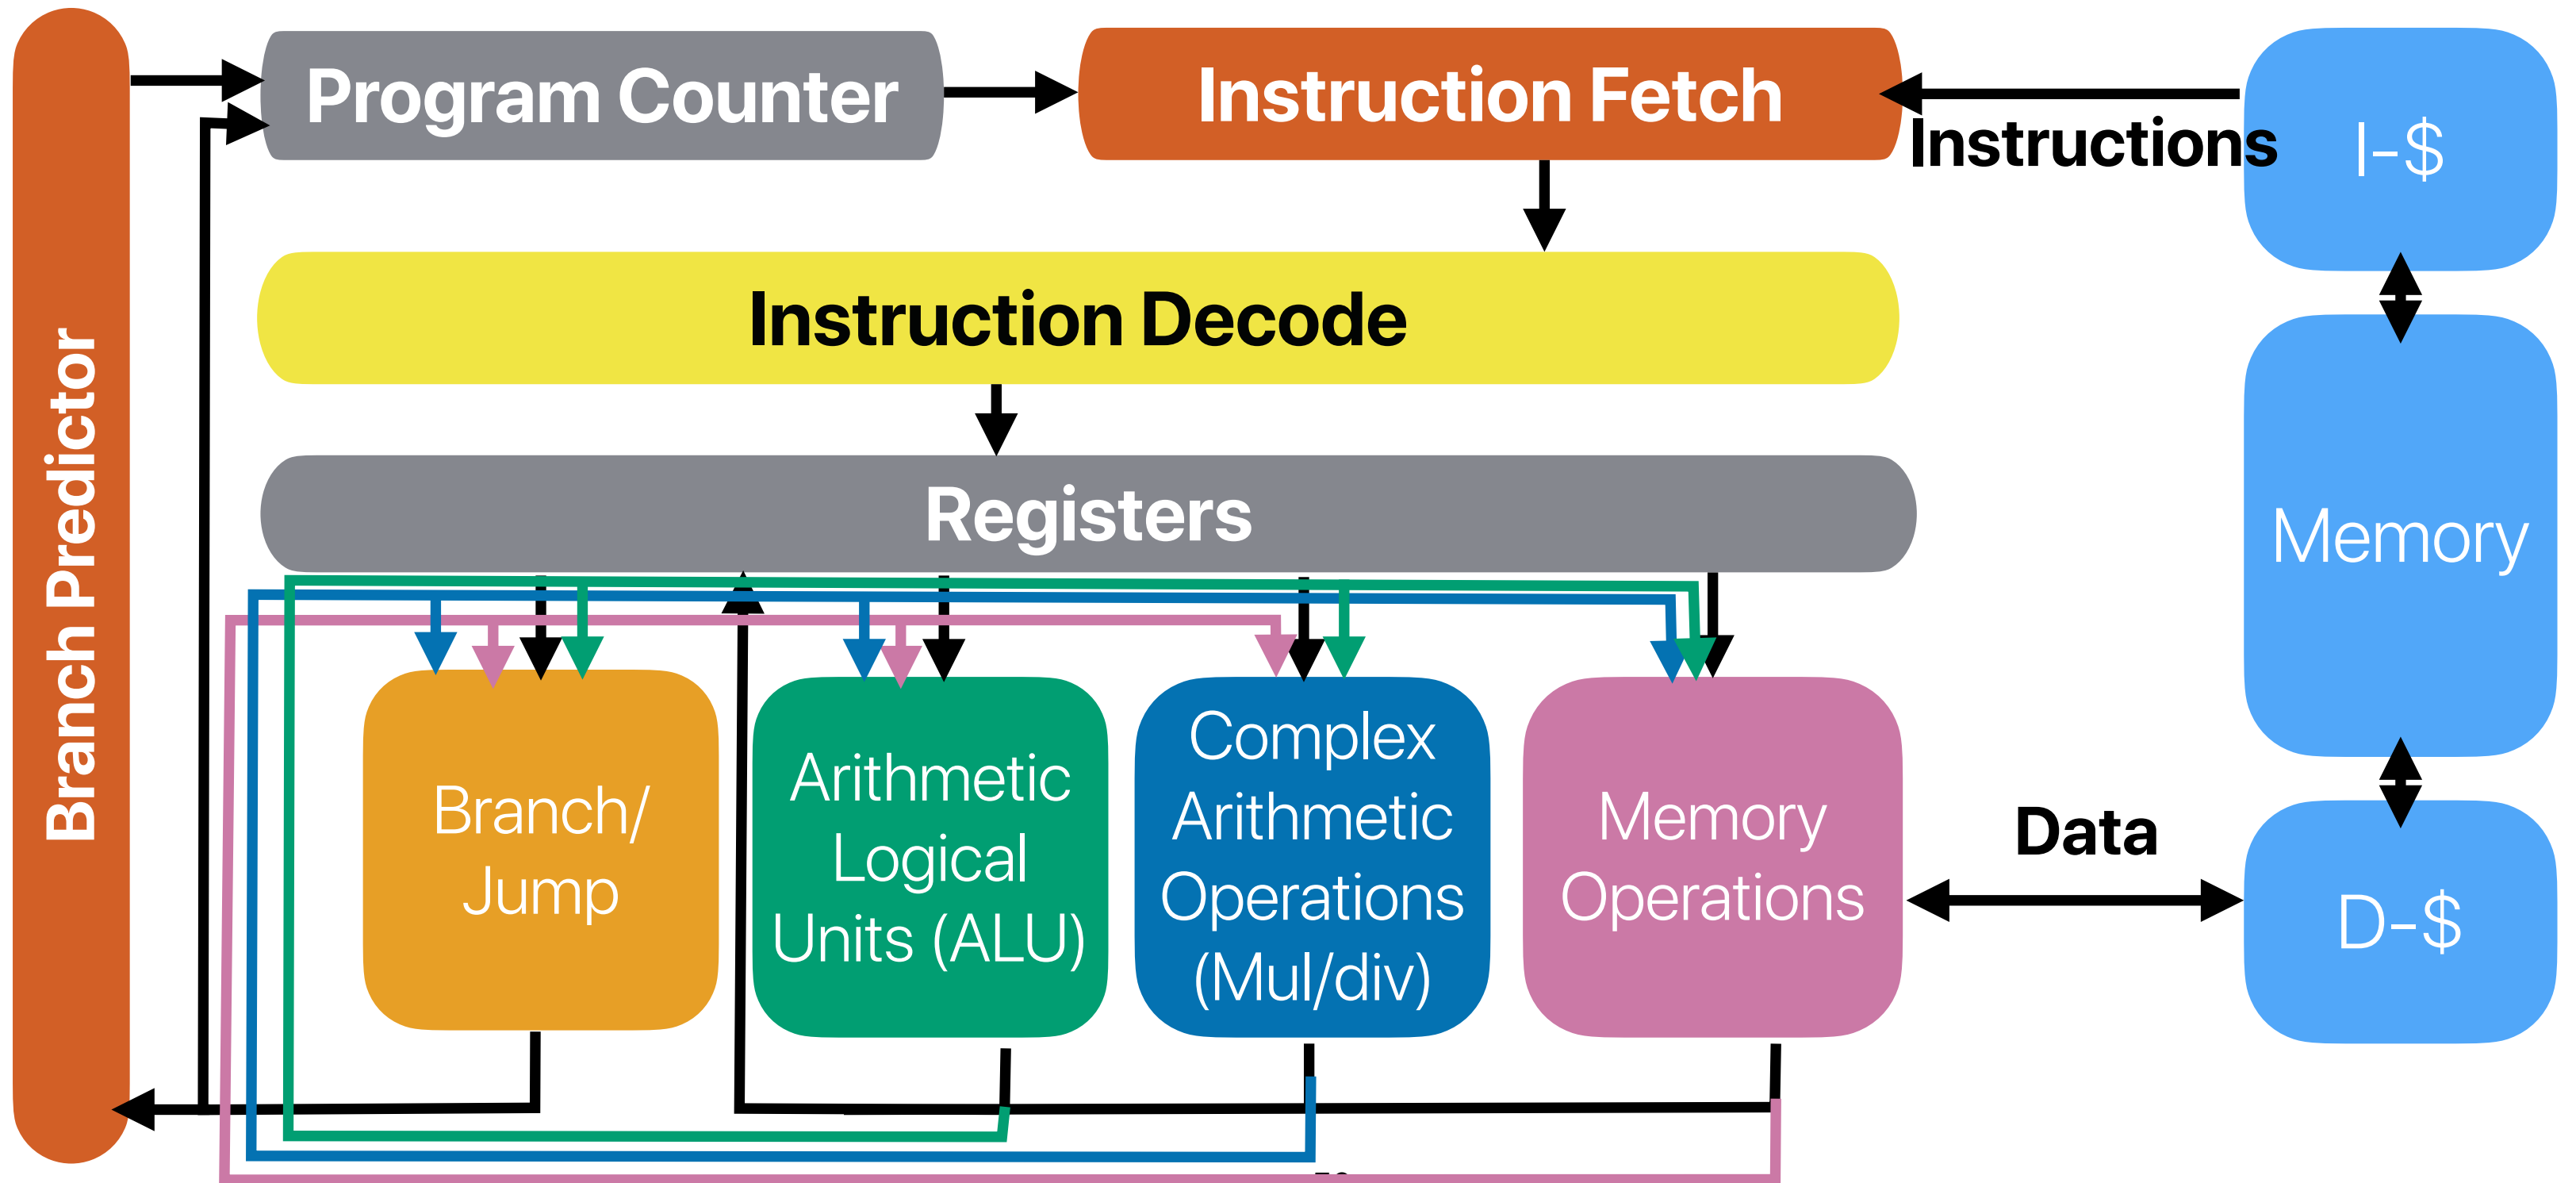 Program Counter
Instruction Fetch
Instructions
I-$
Instruction Decode
Registers
Branch Predictor
Memory
Branch/
Jump
Arithmetic
Logical
Units (ALU)
Complex
Arithmetic
Operations
(Mul/div)
Memory
Operations
Data
D-$